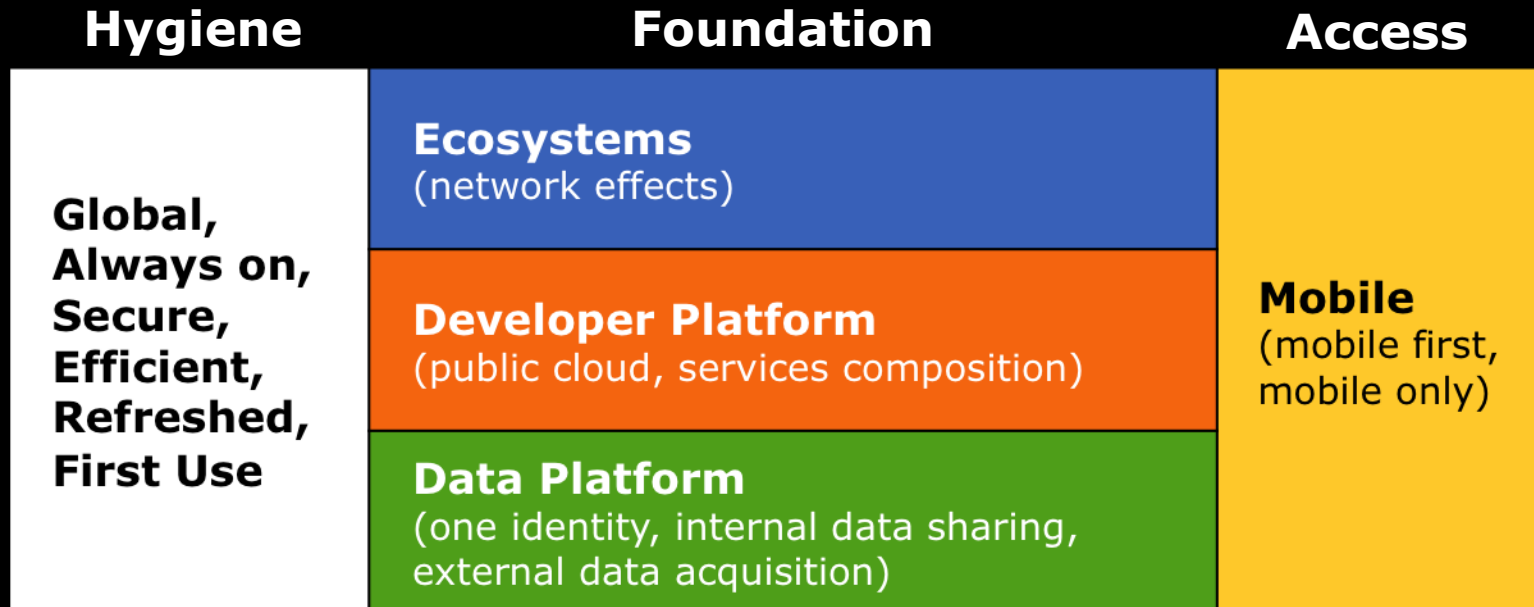 Hygiene
Foundation
Access
Global,
Always on,
Secure,
Efficient,
Refreshed,
First Use
Ecosystems
(network effects)
Developer Platform
(public cloud, services composition)
Data Platform
(one identity, internal data sharing,
external data acquisition)
Mobile
(mobile first,
mobile only)